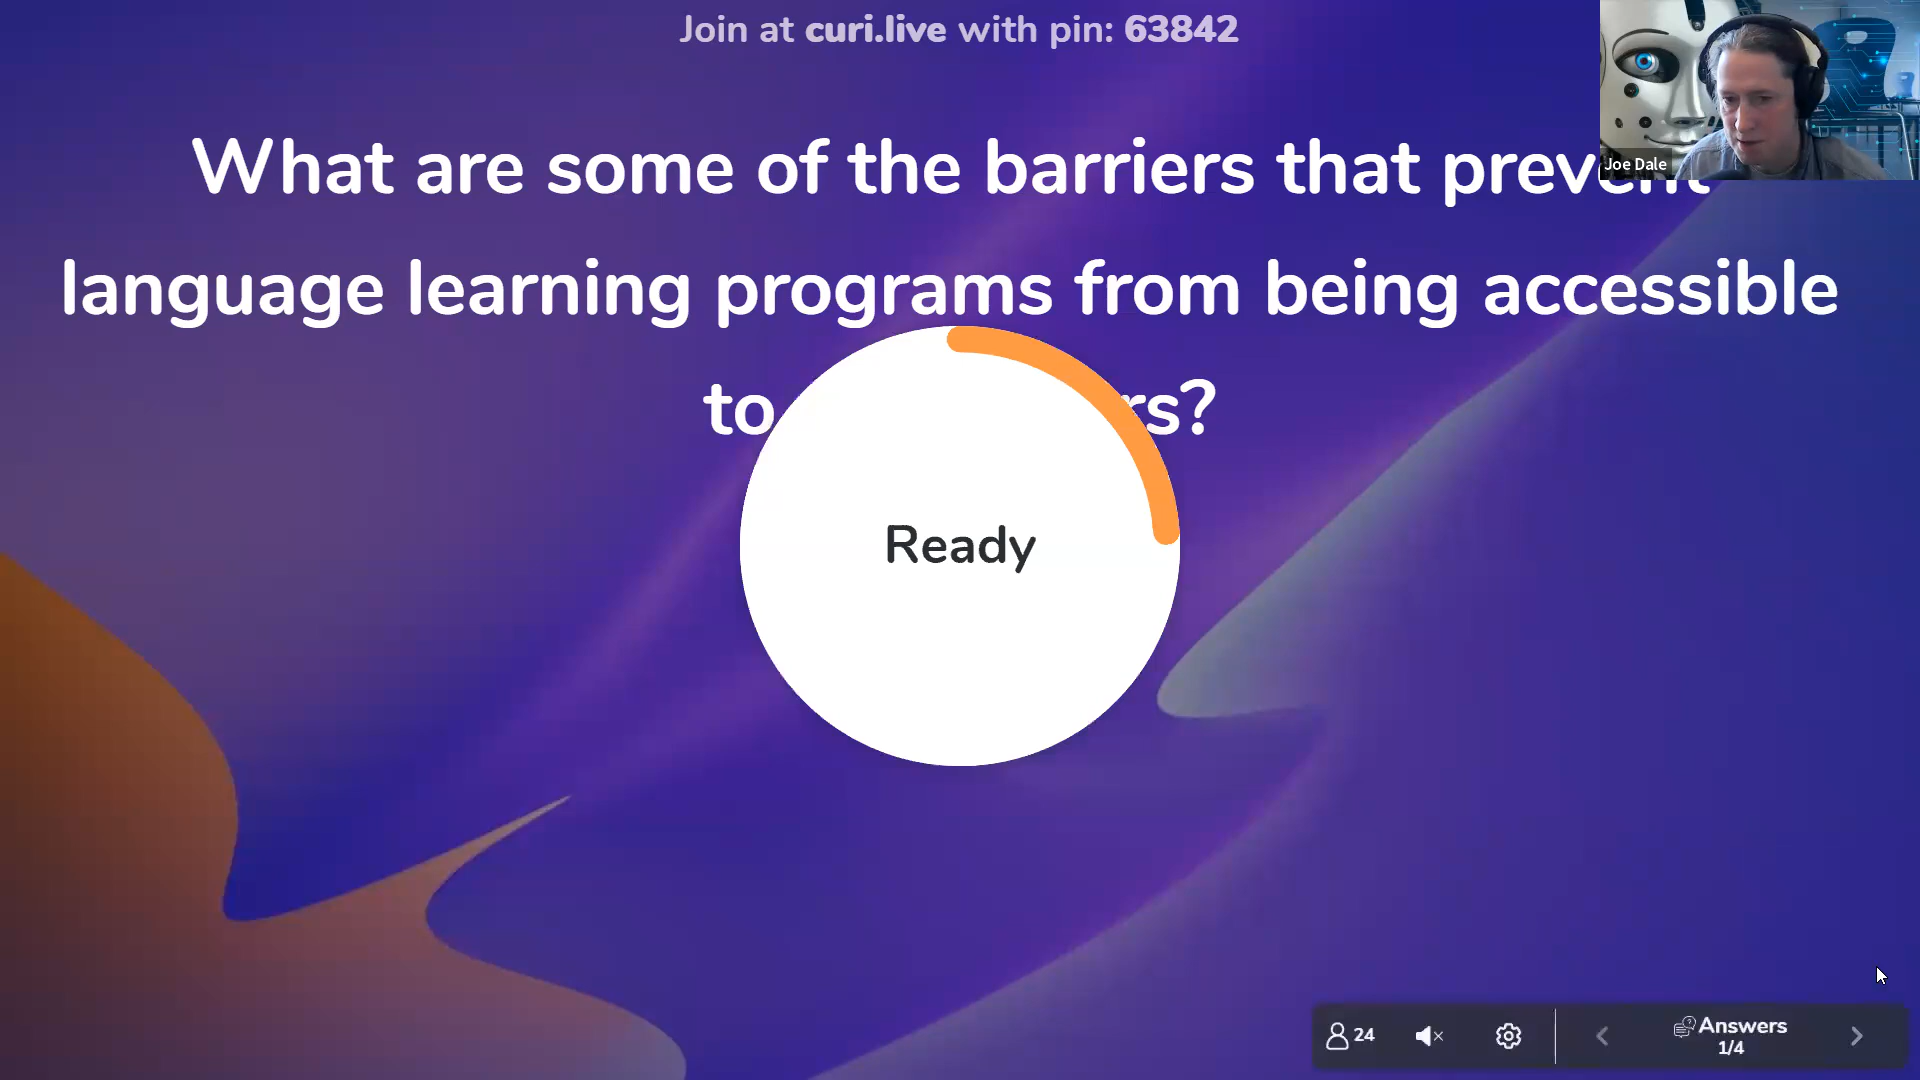 Join at curi.live with pin: 63842
What are some of the barriers that prevent
language learning programs from being accessible
to rs?
Ready
Joe Dale
24
Answers
1/4